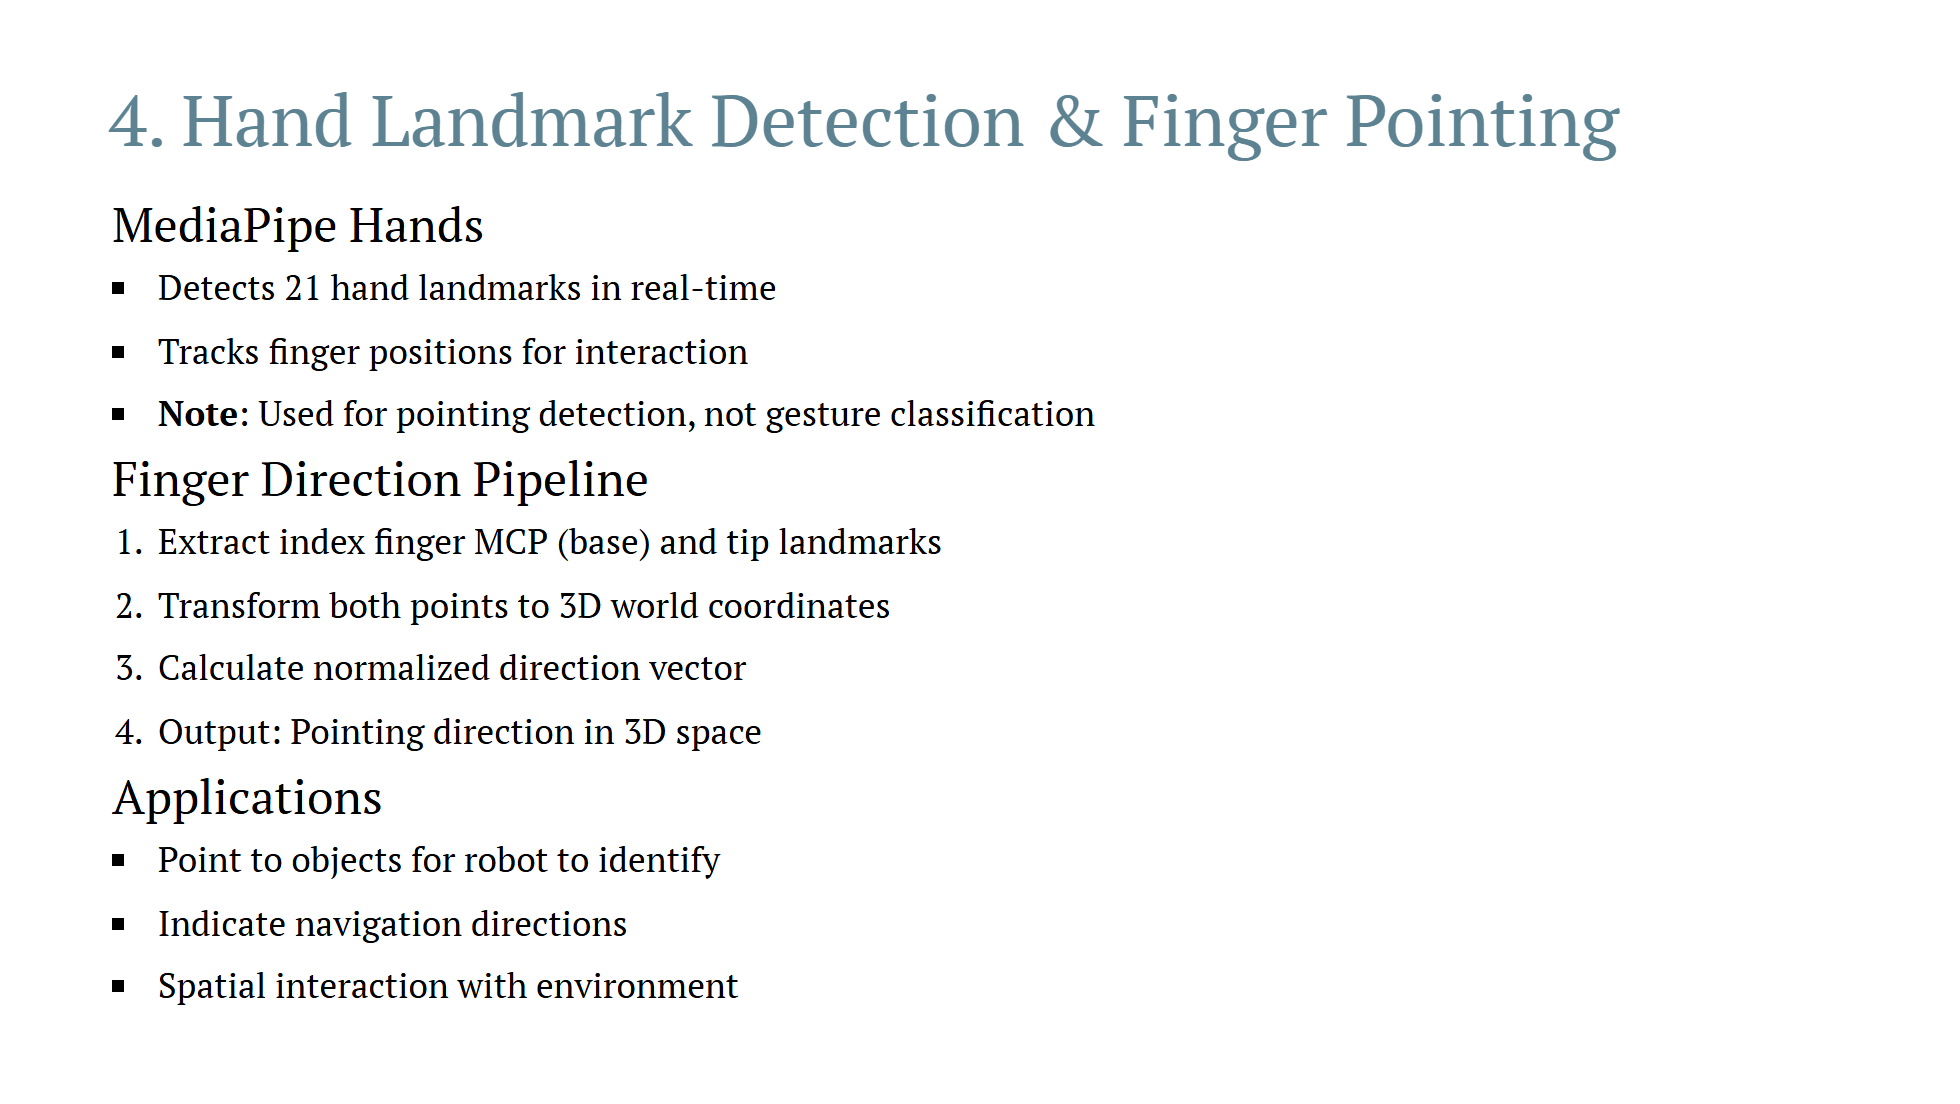 4. Hand Landmark Detection & Finger Pointing
MediaPipe Hands
▪ Detects 21 hand landmarks in real-time
▪ Tracks finger positions for interaction
▪ Note: Used for pointing detection, not gesture classification
Finger Direction Pipeline
1. Extract index finger MCP (base) and tip landmarks
2. Transform both points to 3D world coordinates
3. Calculate normalized direction vector
4. Output: Pointing direction in 3D space
Applications
▪ Point to objects for robot to identify
▪ Indicate navigation directions
▪ Spatial interaction with environment